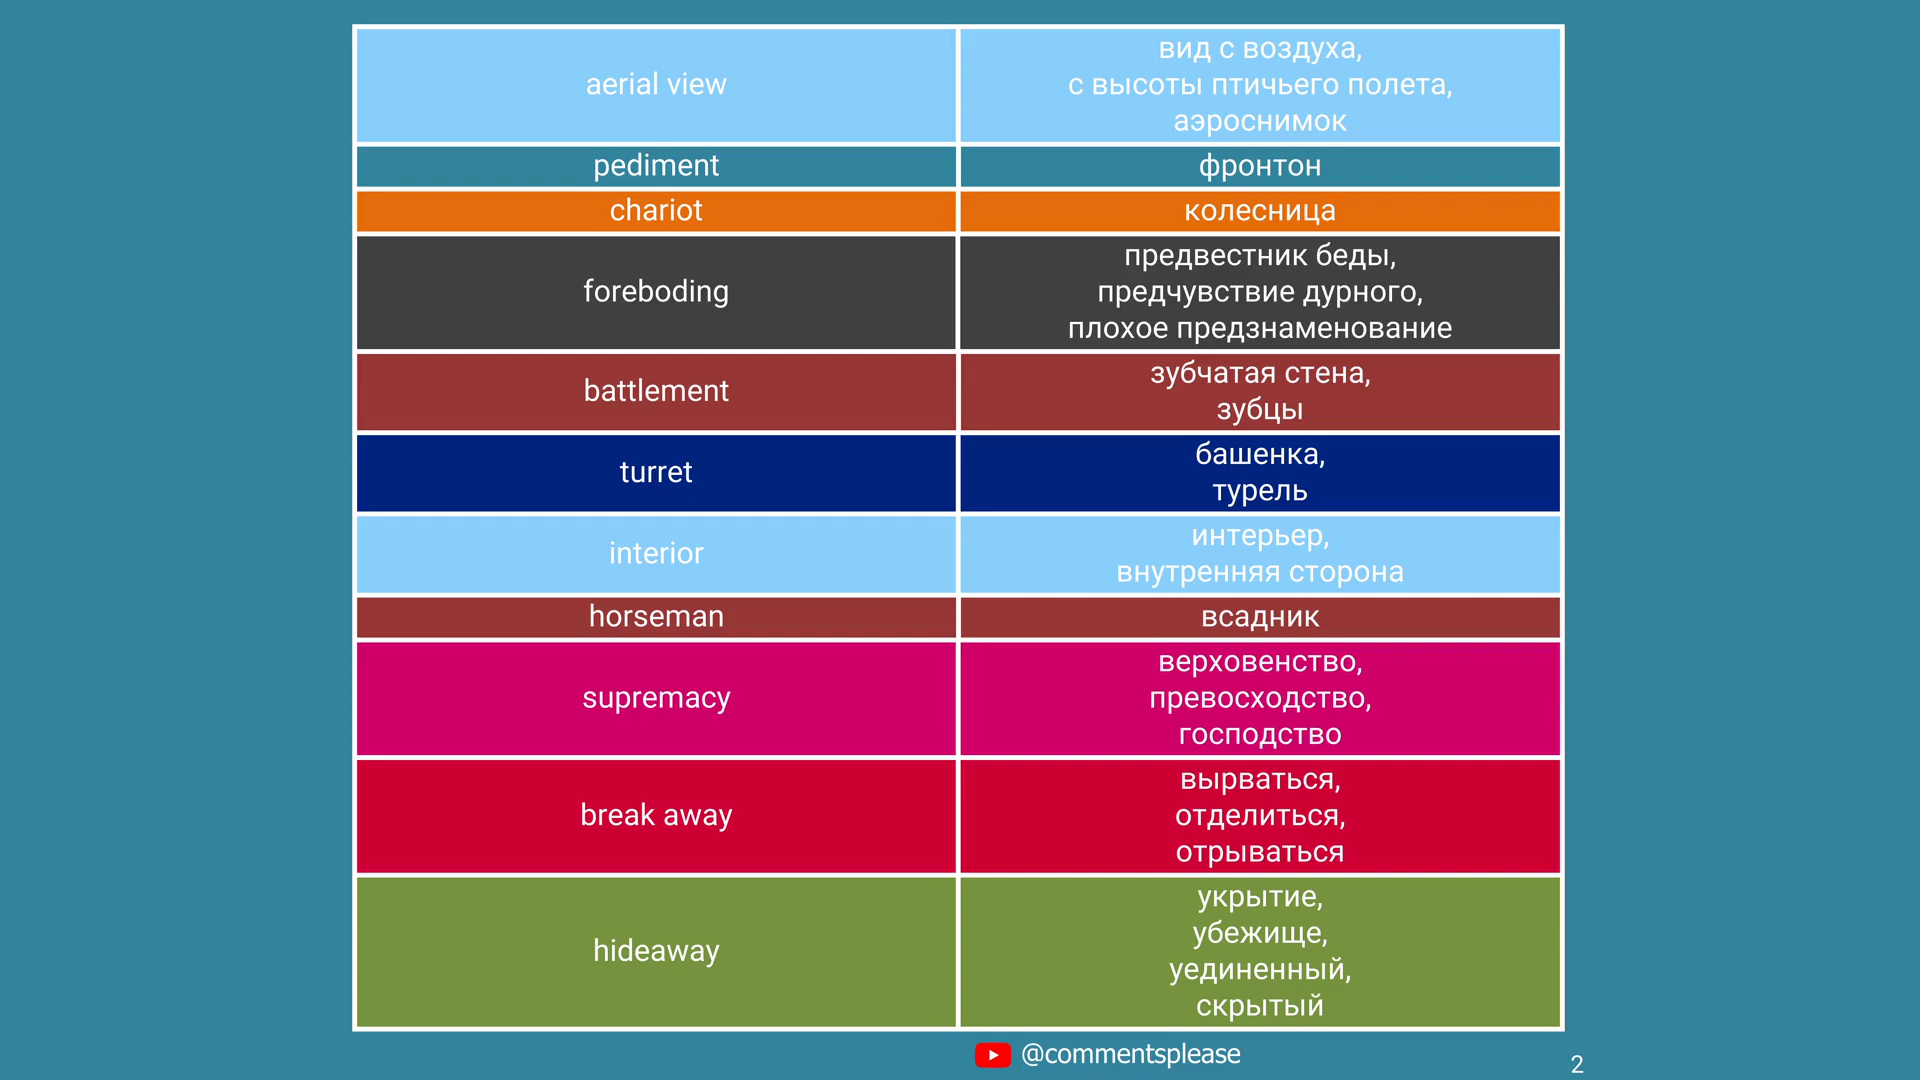 aerial view
вид с воздуха,
с высоты птичьего полета,
аэроснимок
pediment
фронтон
chariot
колесница
foreboding
предвестник беды,
предчувствие дурного,
плохое предзнаменование
battlement
зубчатая стена,
зубцы
turret
башенка,
турель
interior
интерьер,
внутренняя сторона
horseman
всадник
supremacy
верховенство,
превосходство,
господство
break away
вырваться,
отделиться,
отрываться
hideaway
укрытие,
убежище,
уединенный,
скрытый
@commentsplease
2